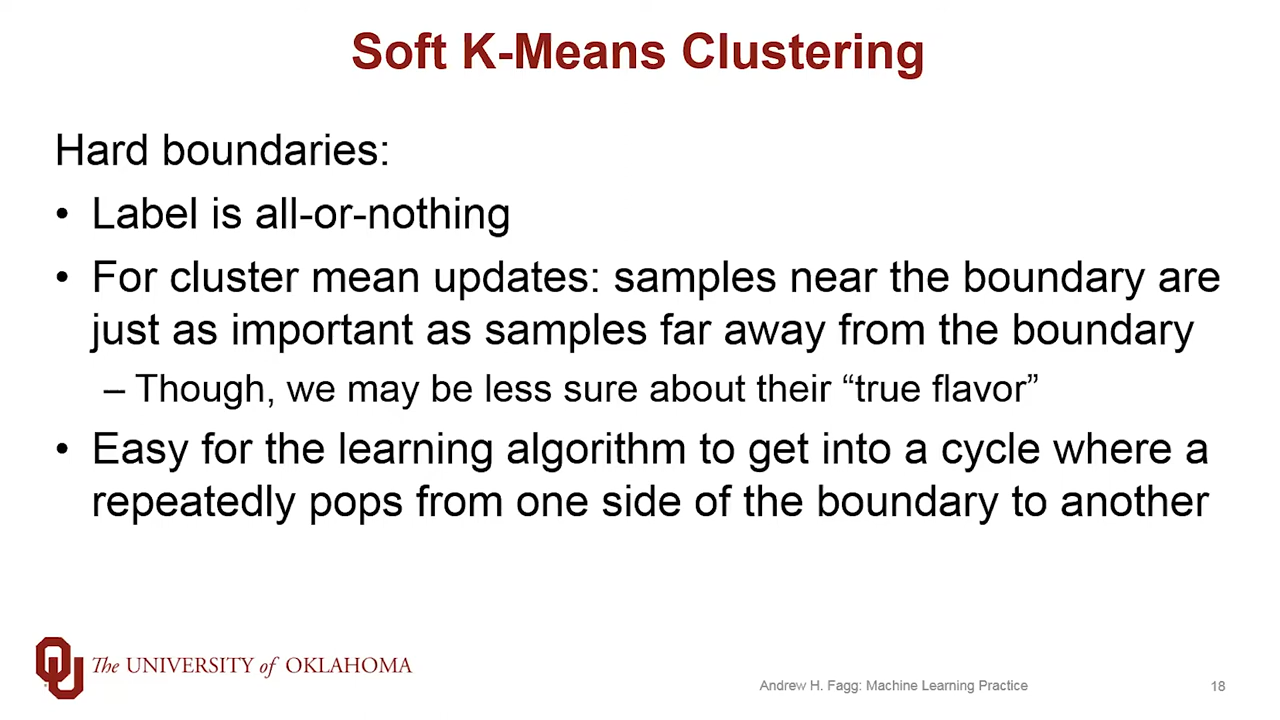 Soft K-Means Clustering
Hard boundaries:
• Label is all-or-nothing
• For cluster mean updates: samples near the boundary are
just as important as samples far away from the boundary
– Though, we may be less sure about their “true flavor”
• Easy for the learning algorithm to get into a cycle where a
repeatedly pops from one side of the boundary to another
The UNIVERSITY of OKLAHOMA
Andrew H. Fagg: Machine Learning Practice
18